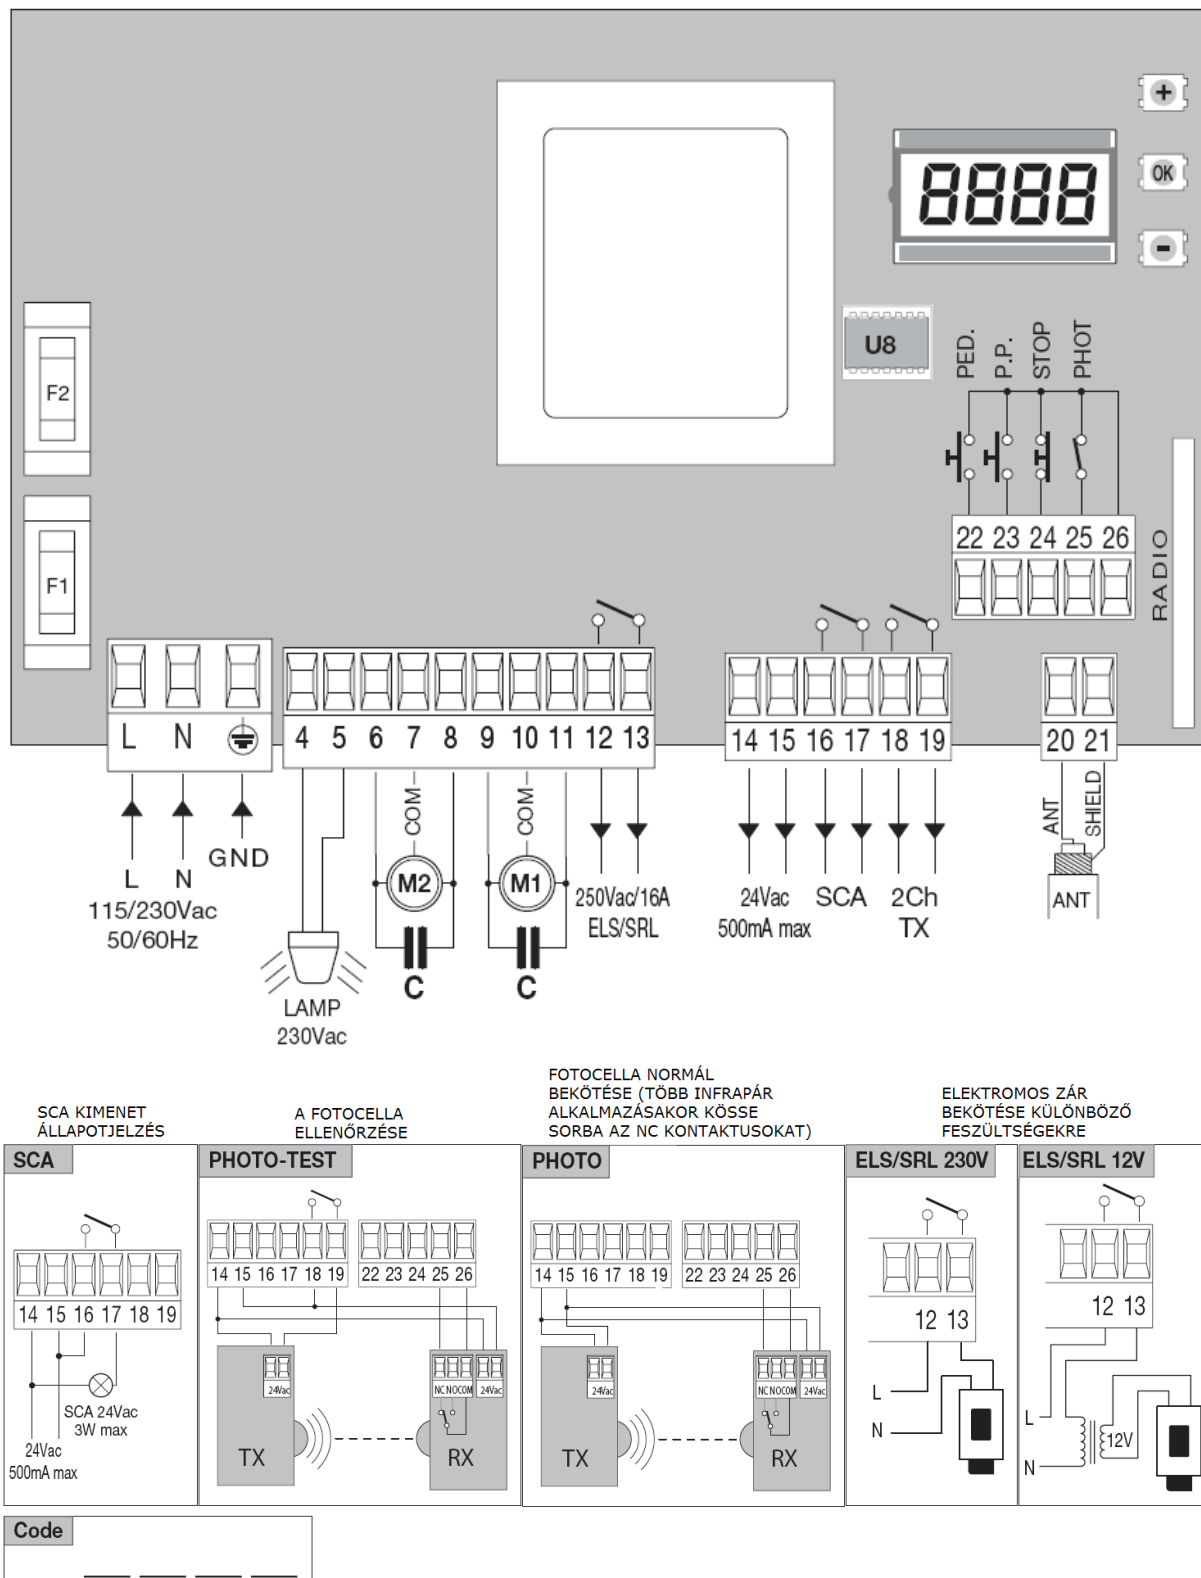 +
8888
OK
-
U8
PED.
P.P.
STOP
PHOT
F2
22 23 24 25 26
F1
RADIO
L N
4 5 6 7 8 9 10 11 12 13
14 15 16 17 18 19
20 21
COM
COM
ANT
SHIELD
GND
L N
M2
M1
250Vac/16A
ELS/SRL
24Vac
500mA max
SCA
2Ch
TX
ANT
115/230Vac
50/60Hz
C
C
LAMP
230Vac
SCA KIMENET
ÁLLAPOTJELZÉS
A FOTOCELLA
ELLENŐRZÉSE
FOTOCELLA NORMÁL
BEKÖTÉSE (TÖBB INFRAPÁR
ALKALMAZÁSAKOR KÖSSE
SORBA AZ NC KONTAKTUSOKAT)
ELEKTROMOS ZÁR
BEKÖTÉSE KÜLÖNBÖZŐ
FESZÜLTSÉGEKRE
SCA
14 15 16 17 18 19
SCA 24Vac
3W max
24Vac
500mA max
PHOTO-TEST
14 15 16 17 18 19
22 23 24 25 26
24Vac
NC NO COM
24Vac
TX
RX
PHOTO
14 15 16 17 18 19
22 23 24 25 26
24Vac
NC NO COM
24Vac
TX
RX
ELS/SRL 230V
12 13
L
N
ELS/SRL 12V
12 13
L
12V
N
Code